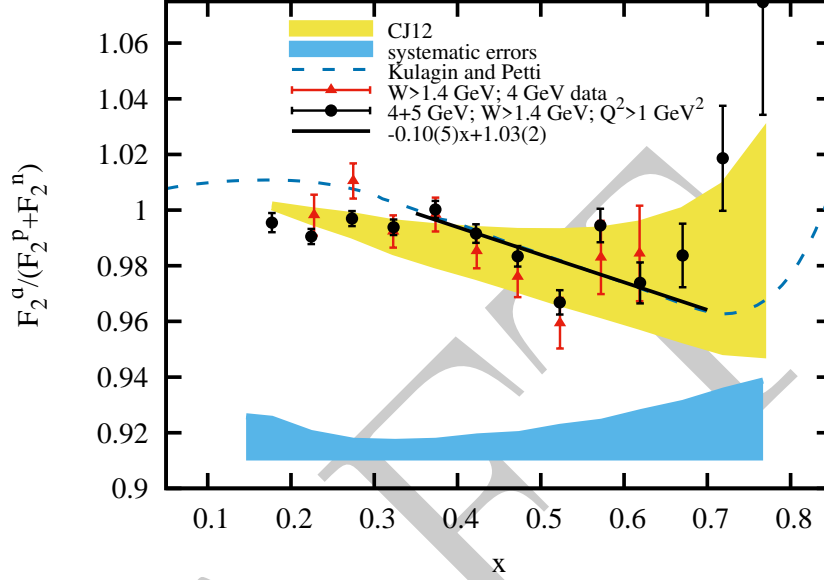 1.06
1.04
1.02
1
0.98
0.96
0.94
0.92
0.9
F₂ᵈ/(F₂ᵖ+F₂ⁿ)
CJ12
systematic errors
Kulagin and Petti
W>1.4 GeV; 4 GeV data
4+5 GeV; W>1.4 GeV; Q²>1 GeV²
-0.10(5)x+1.03(2)
0.1 0.2 0.3 0.4 0.5 0.6 0.7 0.8
x